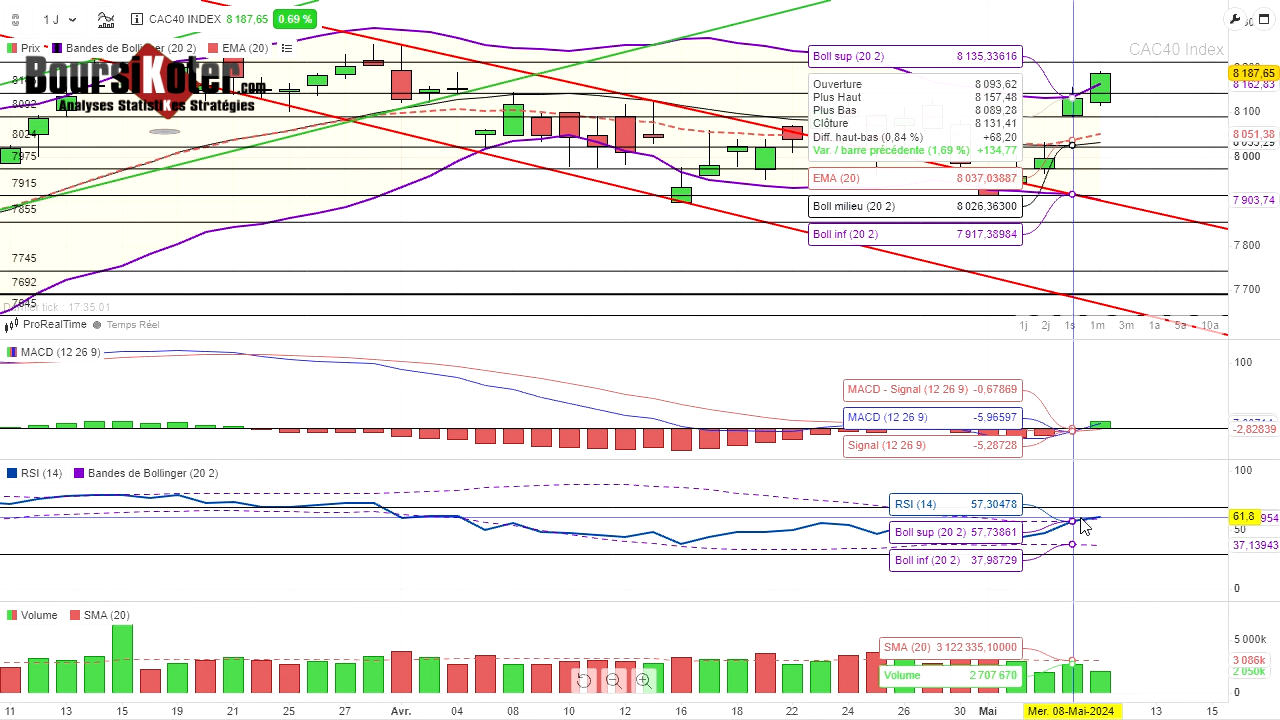 1 J
CAC40 INDEX 8 187,65 0.69 %
Prix
Bandes de Bollinger (20 2)
EMA (20)
CAC40 Index
BoursiKoter.com
Analyses StatistiKes Stratégies
8092
8024
7975
7915
7855
7745
7692
7645
Boll sup (20 2) 8 135,33616
Ouverture 8 093,62
Plus Haut 8 157,48
Plus Bas 8 089,20
Clôture 8 131,41
Diff. haut-bas (0,84 %) +68,20
Var. / barre précédente (1,69 %) +134,77
EMA (20) 8 037,03887
Boll milieu (20 2) 8 026,36300
Boll inf (20 2) 7 917,38984
8 187,65
8 162,83
8 100
8 051,38
8 000
7 903,74
7 800
7 700
Dernier tick : 17:35.01
ProRealTime
Temps Réel
1j 2j 1s 1m 3m 1a 5a 10a
MACD (12 26 9)
100
MACD - Signal (12 26 9) -0,67869
MACD (12 26 9) -5,96597
Signal (12 26 9) -5,28728
-2,82839
RSI (14)
Bandes de Bollinger (20 2)
100
RSI (14) 57,30478
Boll sup (20 2) 57,73861
Boll inf (20 2) 37,98729
61,8
954
50
37,13943
0
Volume
SMA (20)
SMA (20) 3 122 335,10000
Volume 2 707 670
5 000k
3 086k
2 050k
0
11 13 15 19 21 25 27 Avr. 04 08 10 12 16 18 22 24 26 30 Mai Mer. 08-Mai-2024 13 15